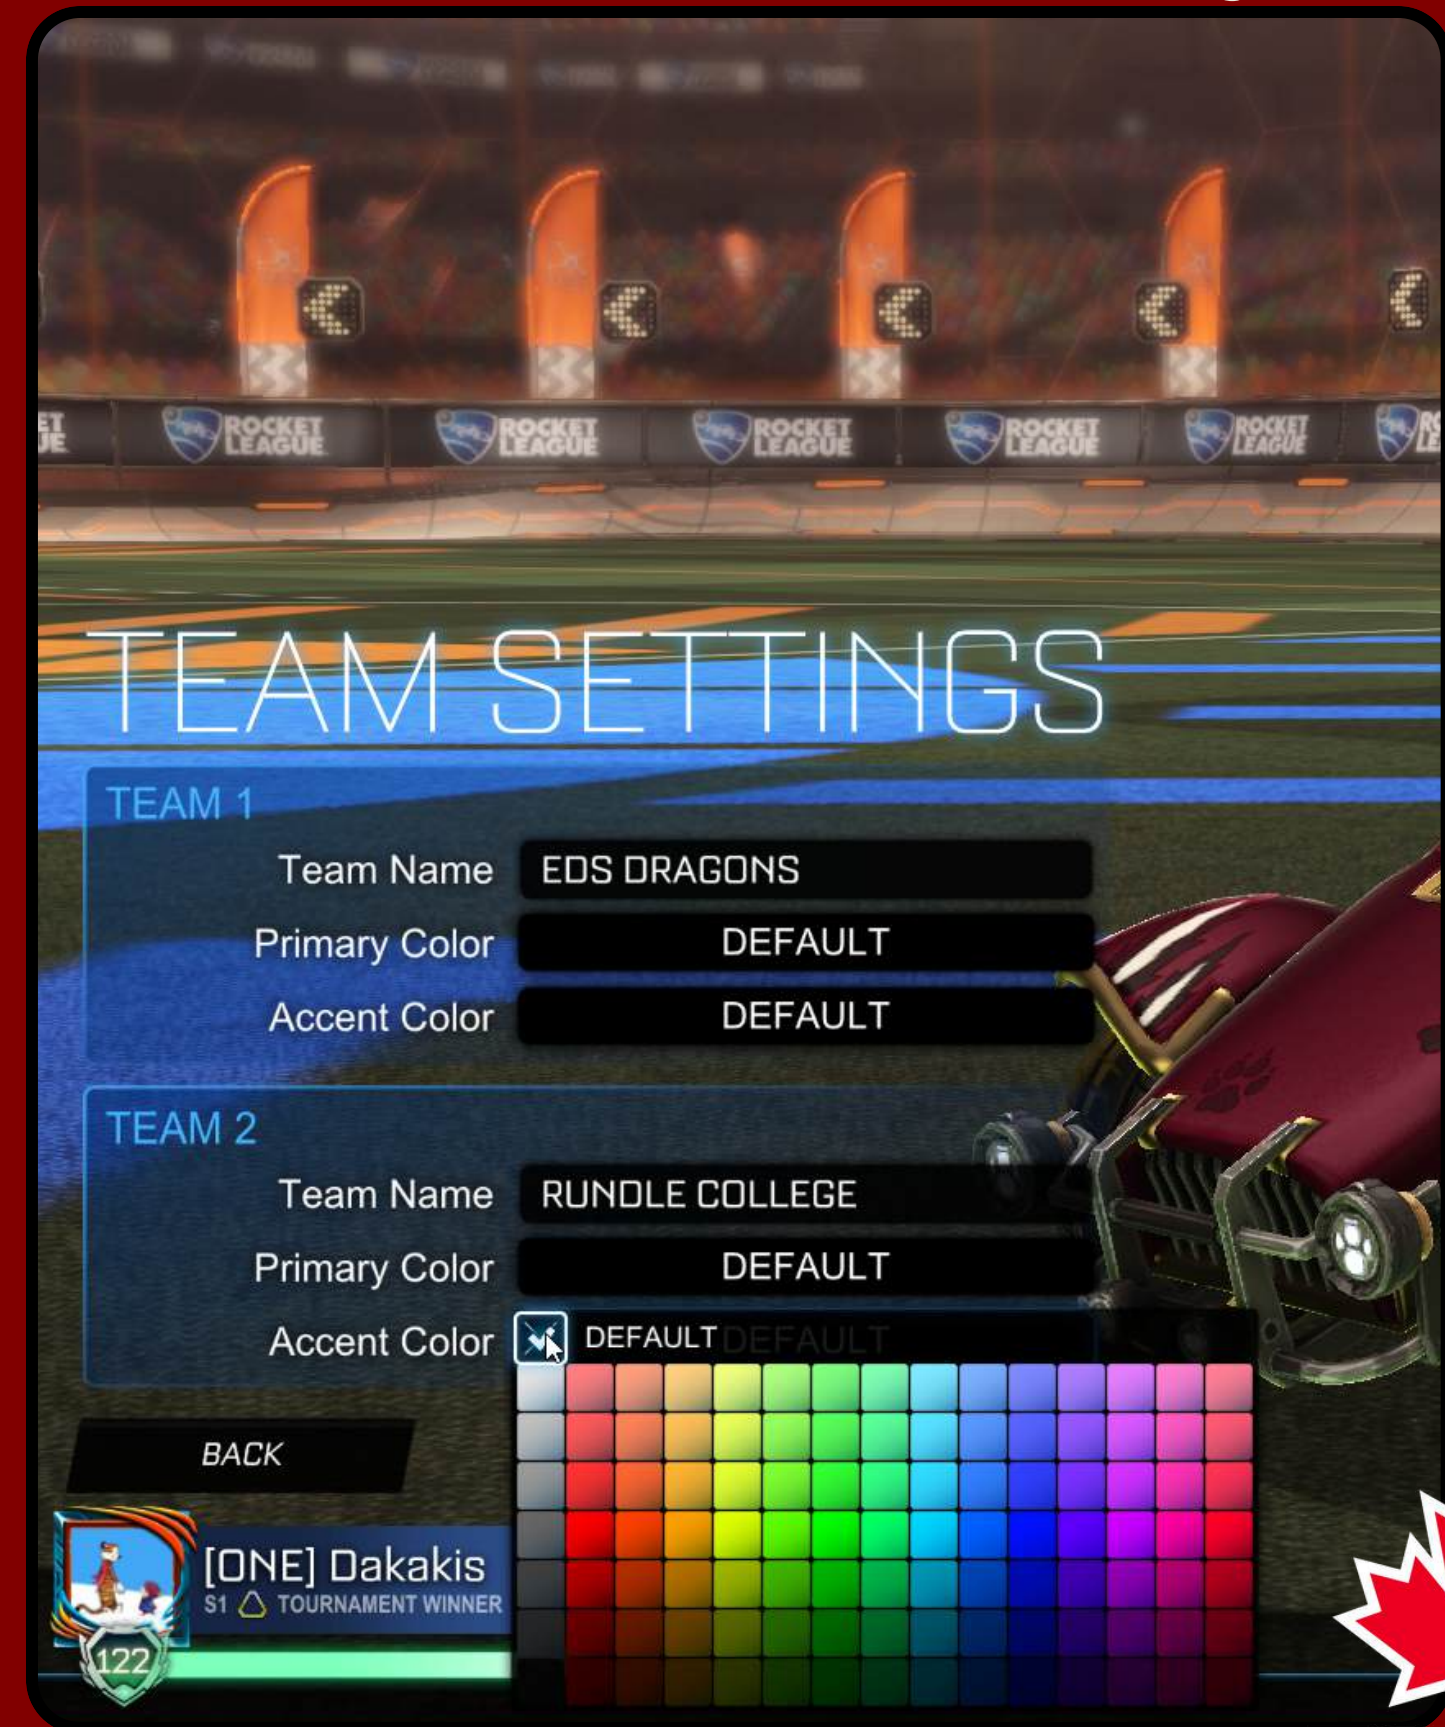 ROCKET
LEAGUE
ROCKET
LEAGUE
ROCKET
LEAGUE
ROCKET
LEAGUE
ROCKET
LEAGUE
TEAM SETTINGS
TEAM 1
Team Name EDS DRAGONS
Primary Color DEFAULT
Accent Color DEFAULT
TEAM 2
Team Name RUNDLE COLLEGE
Primary Color DEFAULT
Accent Color DEFAULT DEFAULT
BACK
[ONE] Dakakis
S1 TOURNAMENT WINNER
122